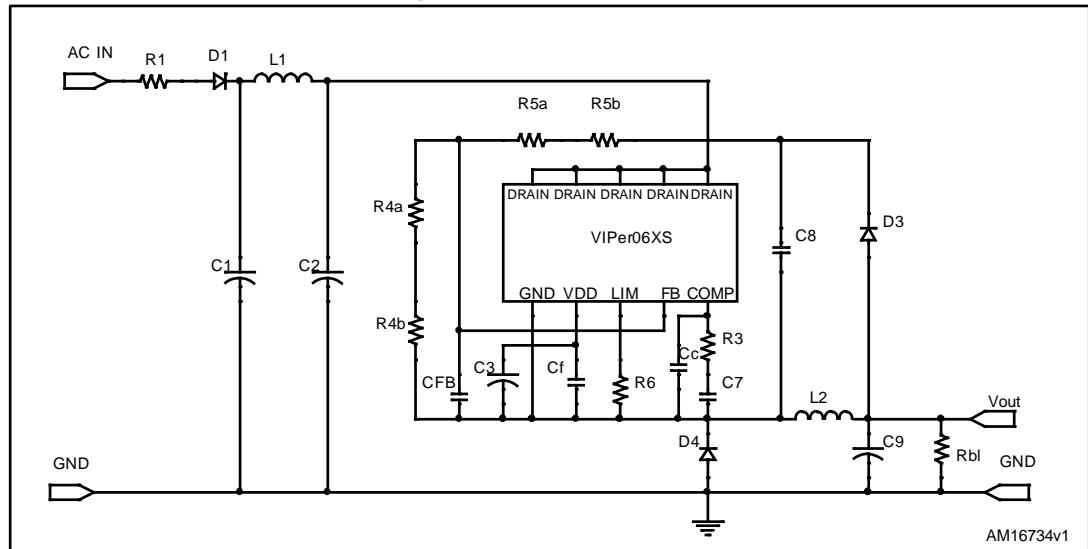 AC IN
R1
D1
L1
R5a
R5b
DRAIN DRAIN DRAIN DRAIN DRAIN
R4a
VIPer06XS
C8
D3
C1
C2
GND VDD LIM FB COMP
R4b
R3
Cc
C3
Cf
CFB
R6
C7
L2
Vout
D4
C9
Rbl
GND
GND
AM16734v1